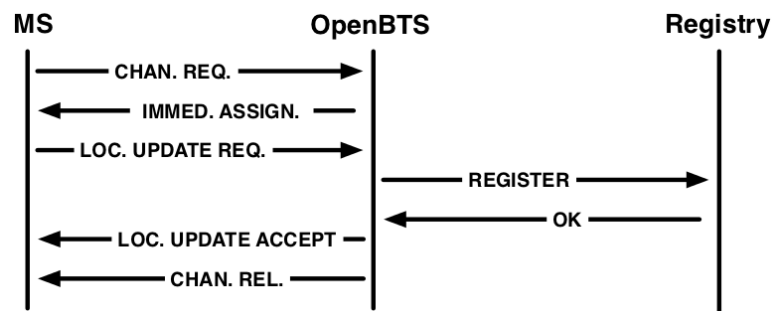 MS OpenBTS Registry
CHAN. REQ.
IMMED. ASSIGN.
LOC. UPDATE REQ.
REGISTER
OK
LOC. UPDATE ACCEPT
CHAN. REL.